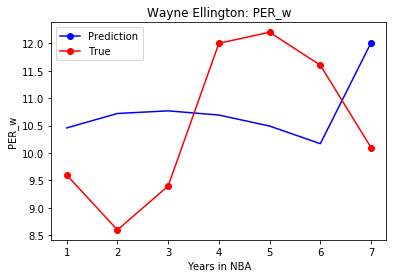 Wayne Ellington: PER_w
Prediction
True
PER_w
12.0
11.5
11.0
10.5
10.0
9.5
9.0
8.5
1 2 3 4 5 6 7
Years in NBA